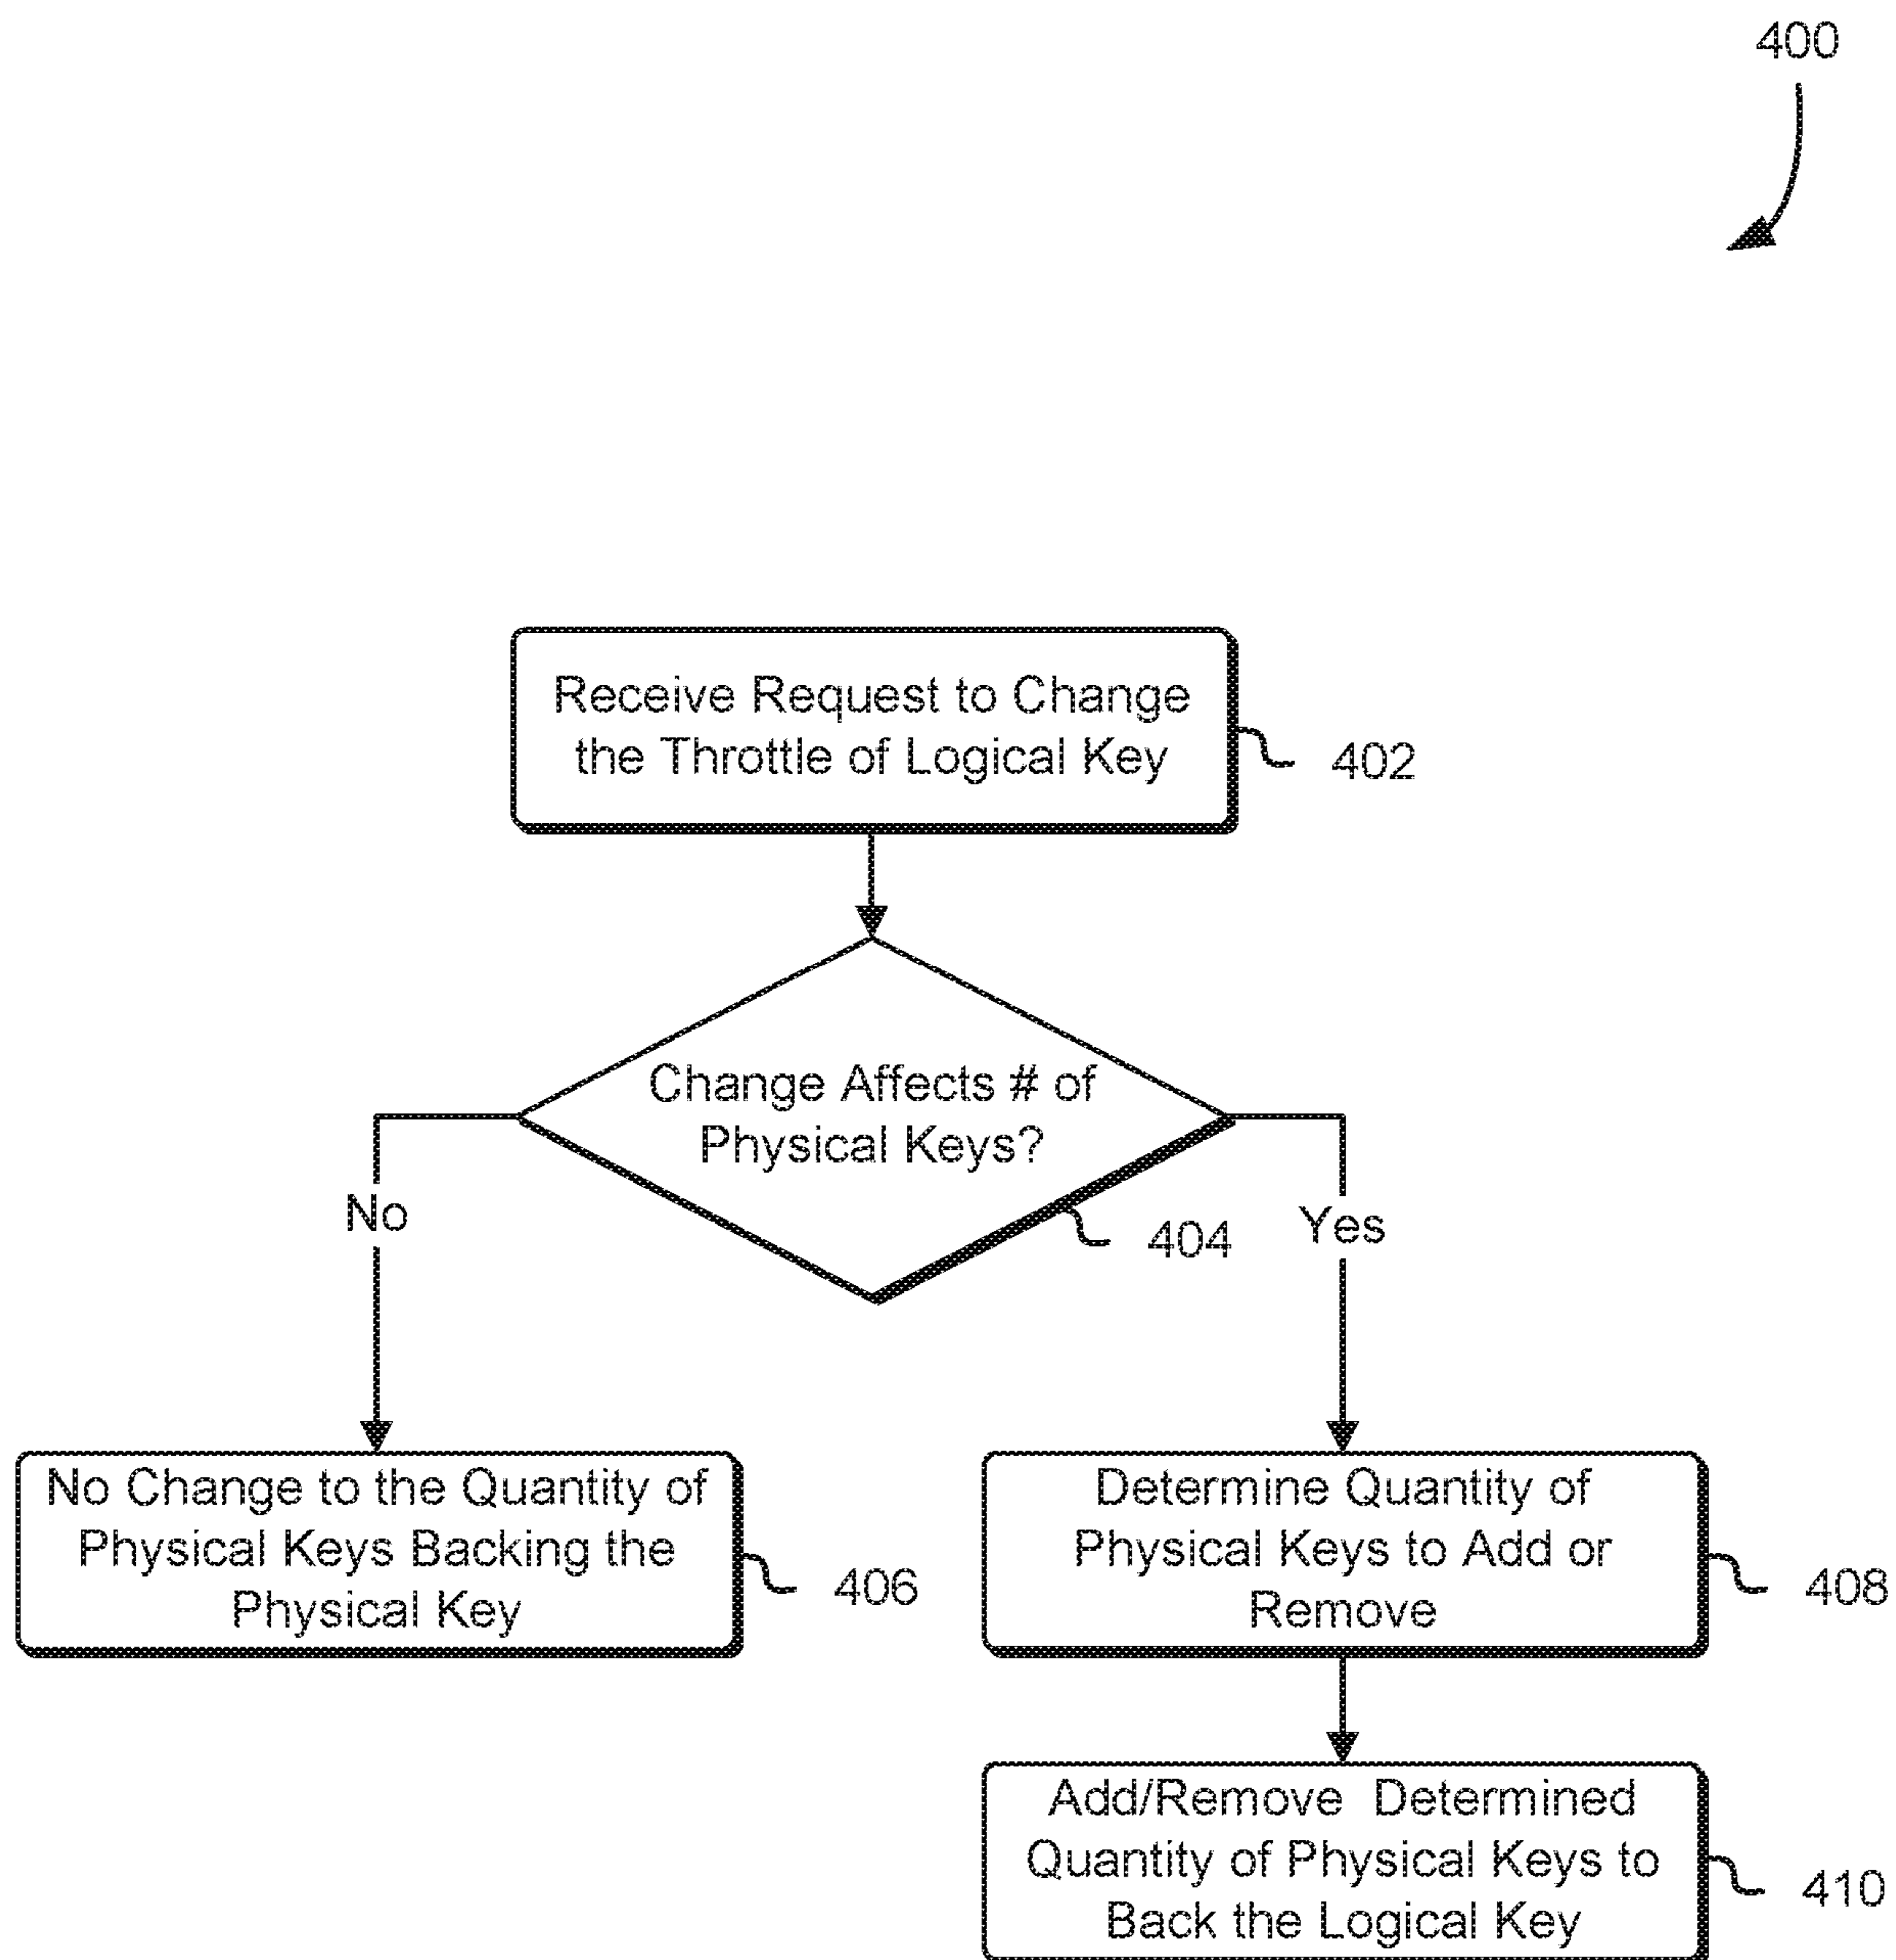 400
Receive Request to Change
the Throttle of Logical Key
402
Change Affects # of
Physical Keys?
404
No
Yes
No Change to the Quantity of
Physical Keys Backing the
Physical Key
406
Determine Quantity of
Physical Keys to Add or
Remove
408
Add/Remove Determined
Quantity of Physical Keys to
Back the Logical Key
410